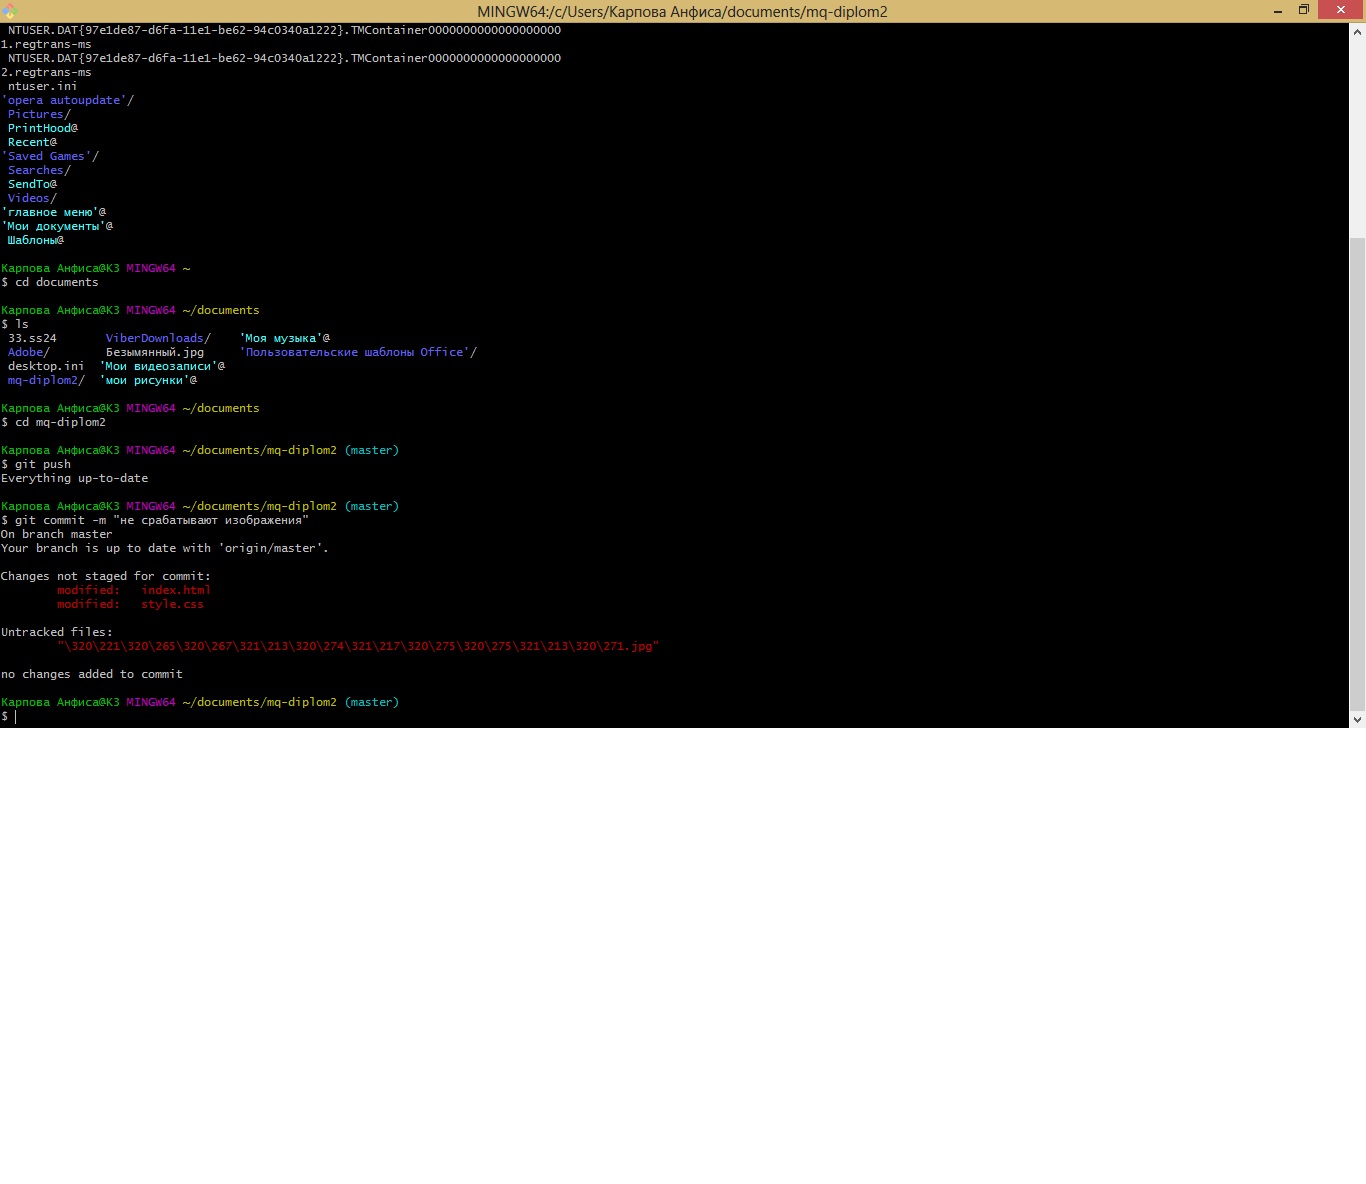 MINGW64:/c/Users/Карпова Анфиса/documents/mq-diplom2
NTUSER.DAT{97e1de87-d6fa-11e1-be62-94c0340a1222}.TMContainer0000000000000000000
1.regtrans-ms
NTUSER.DAT{97e1de87-d6fa-11e1-be62-94c0340a1222}.TMContainer0000000000000000000
2.regtrans-ms
ntuser.ini
'opera autoupdate'/
Pictures/
PrintHood@
Recent@
'Saved Games'/
Searches/
SendTo@
Videos/
'главное меню'@
'Мои документы'@
Шаблоны@
Карпова Анфиса@K3 MINGW64 ~
$ cd documents
Карпова Анфиса@K3 MINGW64 ~/documents
$ ls
33.ss24 ViberDownloads/ 'Моя музыка'@
Adobe/ Безымянный.jpg 'Пользовательские шаблоны Office'/
desktop.ini 'Мои видеозаписи'@
mq-diplom2/ 'мои рисунки'@
Карпова Анфиса@K3 MINGW64 ~/documents
$ cd mq-diplom2
Карпова Анфиса@K3 MINGW64 ~/documents/mq-diplom2 (master)
$ git push
Everything up-to-date
Карпова Анфиса@K3 MINGW64 ~/documents/mq-diplom2 (master)
$ git commit -m "не срабатывают изображения"
On branch master
Your branch is up to date with 'origin/master'.
Changes not staged for commit:
modified: index.html
modified: style.css
Untracked files:
"\320\221\320\265\320\267\321\213\320\274\321\217\320\275\320\275\321\213\320\271.jpg"
no changes added to commit
Карпова Анфиса@K3 MINGW64 ~/documents/mq-diplom2 (master)
$